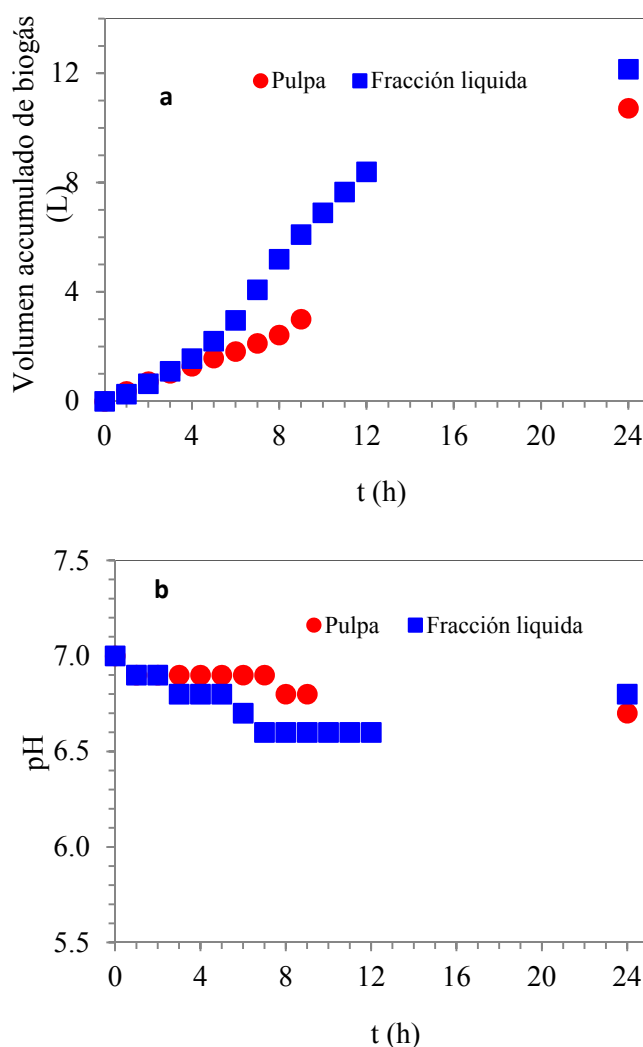 Volumen accumulado de biogás
(L)
12
8
4
0
a
Pulpa
Fracción liquida
0
4
8
12
16
20
24
t (h)
pH
7.5
7.0
6.5
6.0
5.5
b
Pulpa
Fracción liquida
0
4
8
12
16
20
24
t (h)